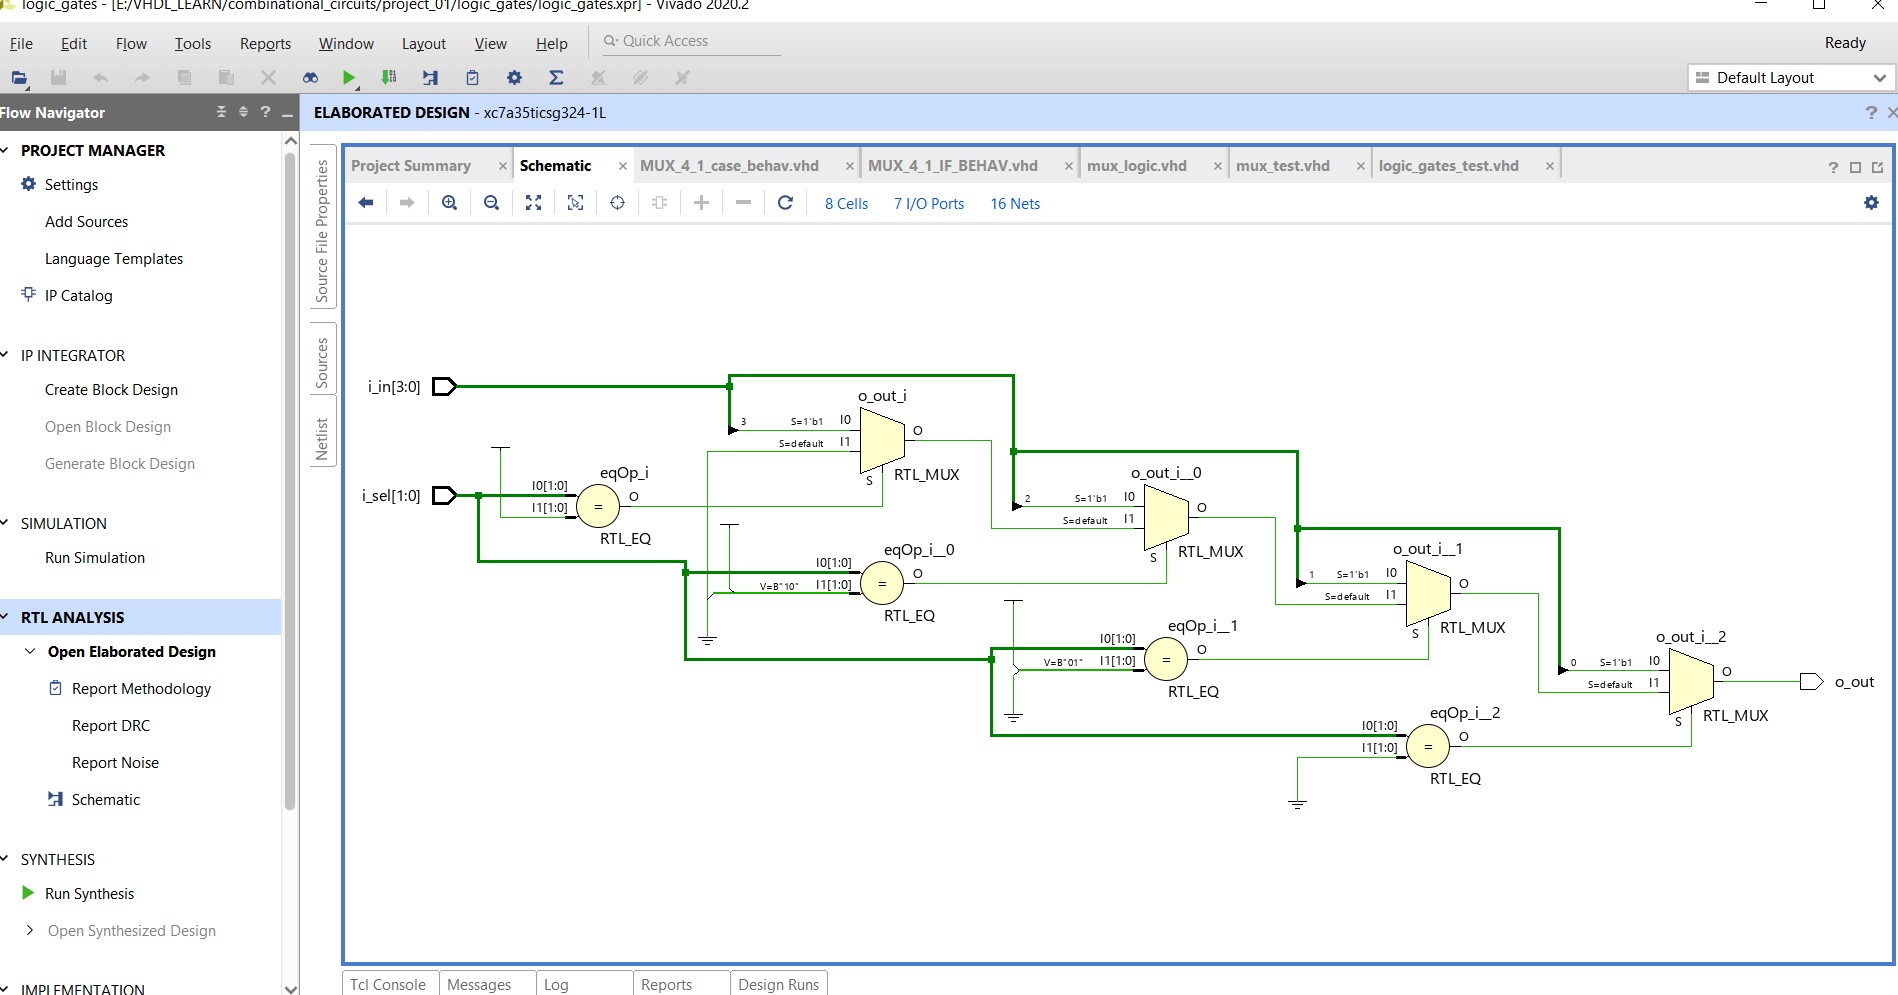 logic_gates - [E:/VHDL_LEARN/combinational_circuits/project_01/logic_gates/logic_gates.xpr] - Vivado 2020.2
File Edit Flow Tools Reports Window Layout View Help Quick Access Ready
Default Layout
Flow Navigator
ELABORATED DESIGN - xc7a35ticsg324-1L
PROJECT MANAGER
Settings
Add Sources
Language Templates
IP Catalog
IP INTEGRATOR
Create Block Design
Open Block Design
Generate Block Design
SIMULATION
Run Simulation
RTL ANALYSIS
Open Elaborated Design
Report Methodology
Report DRC
Report Noise
Schematic
SYNTHESIS
Run Synthesis
Open Synthesized Design
IMPLEMENTATION
Source File Properties
Sources
Netlist
Project Summary Schematic MUX_4_1_case_behav.vhd MUX_4_1_IF_BEHAV.vhd mux_logic.vhd mux_test.vhd logic_gates_test.vhd
8 Cells 7 I/O Ports 16 Nets
i_in[3:0]
i_sel[1:0]
o_out_i
3 S=1'b1 I0
S=default I1
O
S
RTL_MUX
eqOp_i
I0[1:0]
I1[1:0]
=
O
RTL_EQ
o_out_i__0
2 S=1'b1 I0
S=default I1
O
S
RTL_MUX
eqOp_i__0
I0[1:0]
V=B"10" I1[1:0]
=
O
RTL_EQ
o_out_i__1
1 S=1'b1 I0
S=default I1
O
S
RTL_MUX
eqOp_i__1
I0[1:0]
V=B"01" I1[1:0]
=
O
RTL_EQ
o_out_i__2
0 S=1'b1 I0
S=default I1
O
S
RTL_MUX
o_out
eqOp_i__2
I0[1:0]
I1[1:0]
=
O
RTL_EQ
Tcl Console Messages Log Reports Design Runs